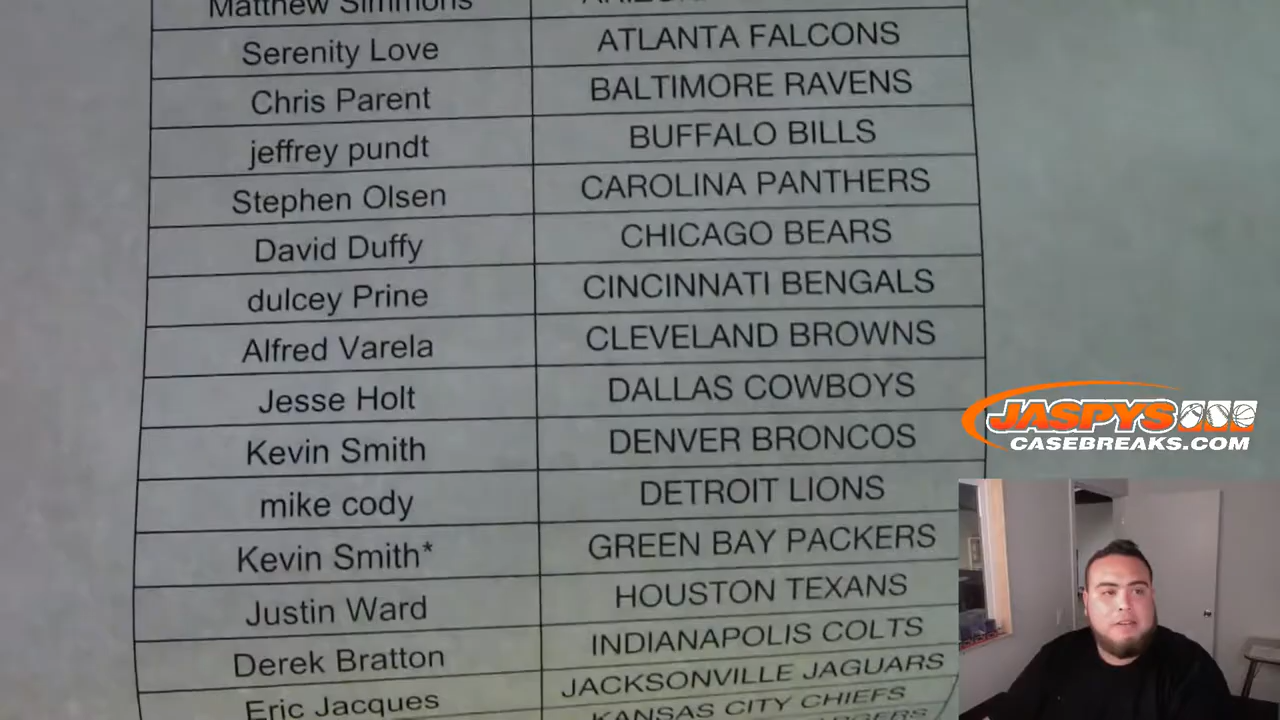 Matthew Simmons
Serenity Love ATLANTA FALCONS
Chris Parent BALTIMORE RAVENS
jeffrey pundt BUFFALO BILLS
Stephen Olsen CAROLINA PANTHERS
David Duffy CHICAGO BEARS
dulcey Prine CINCINNATI BENGALS
Alfred Varela CLEVELAND BROWNS
Jesse Holt DALLAS COWBOYS
Kevin Smith DENVER BRONCOS
mike cody DETROIT LIONS
Kevin Smith* GREEN BAY PACKERS
Justin Ward HOUSTON TEXANS
Derek Bratton INDIANAPOLIS COLTS
Eric Jacques JACKSONVILLE JAGUARS
KANSAS CITY CHIEFS
JASPYS
CASEBREAKS.COM